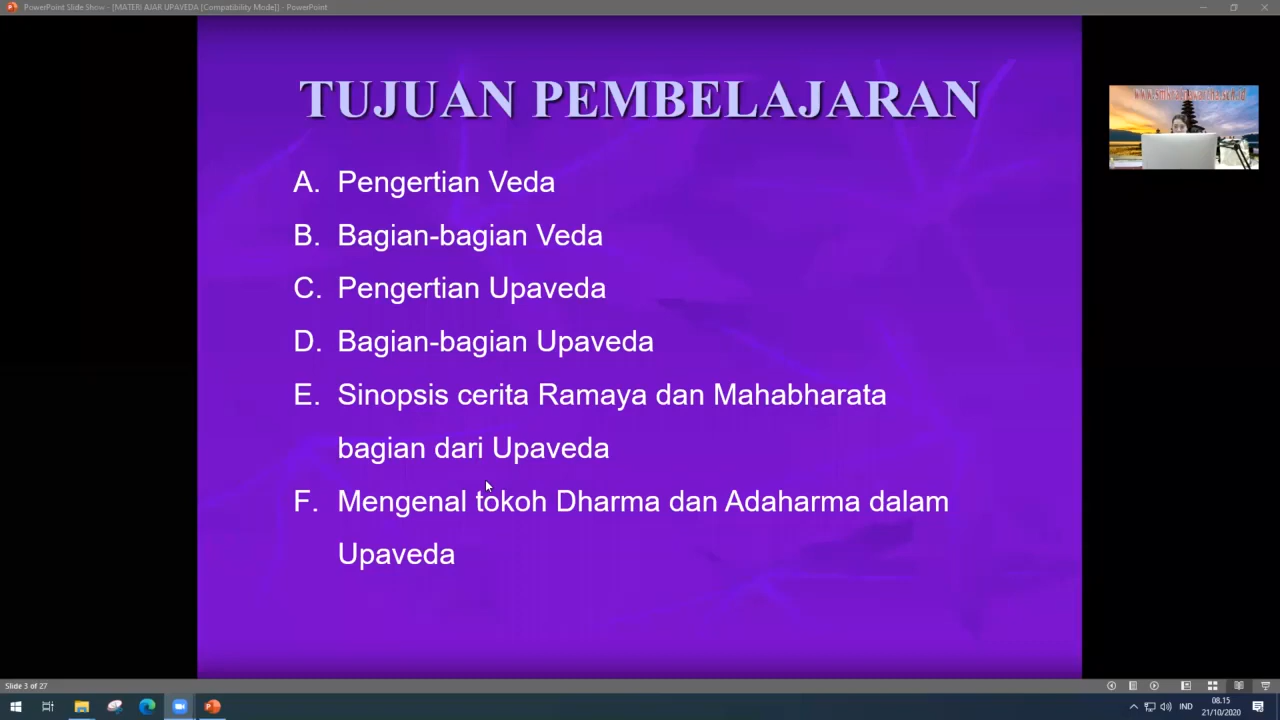 PowerPoint Slide Show - [MATERI AJAR UPAVEDA [Compatibility Mode]] - PowerPoint
TUJUAN PEMBELAJARAN
A. Pengertian Veda
B. Bagian-bagian Veda
C. Pengertian Upaveda
D. Bagian-bagian Upaveda
E. Sinopsis cerita Ramaya dan Mahabharata
bagian dari Upaveda
F. Mengenal tokoh Dharma dan Adaharma dalam
Upaveda
Slide 3 of 27
IND
08.15
21/10/2020